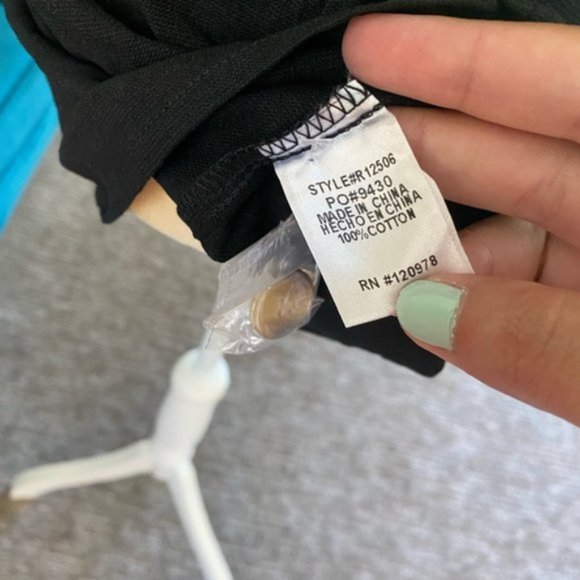 STYLE#R12506
PO#9430
MADE IN CHINA
HECHO EN CHINA
100%COTTON
RN #120978